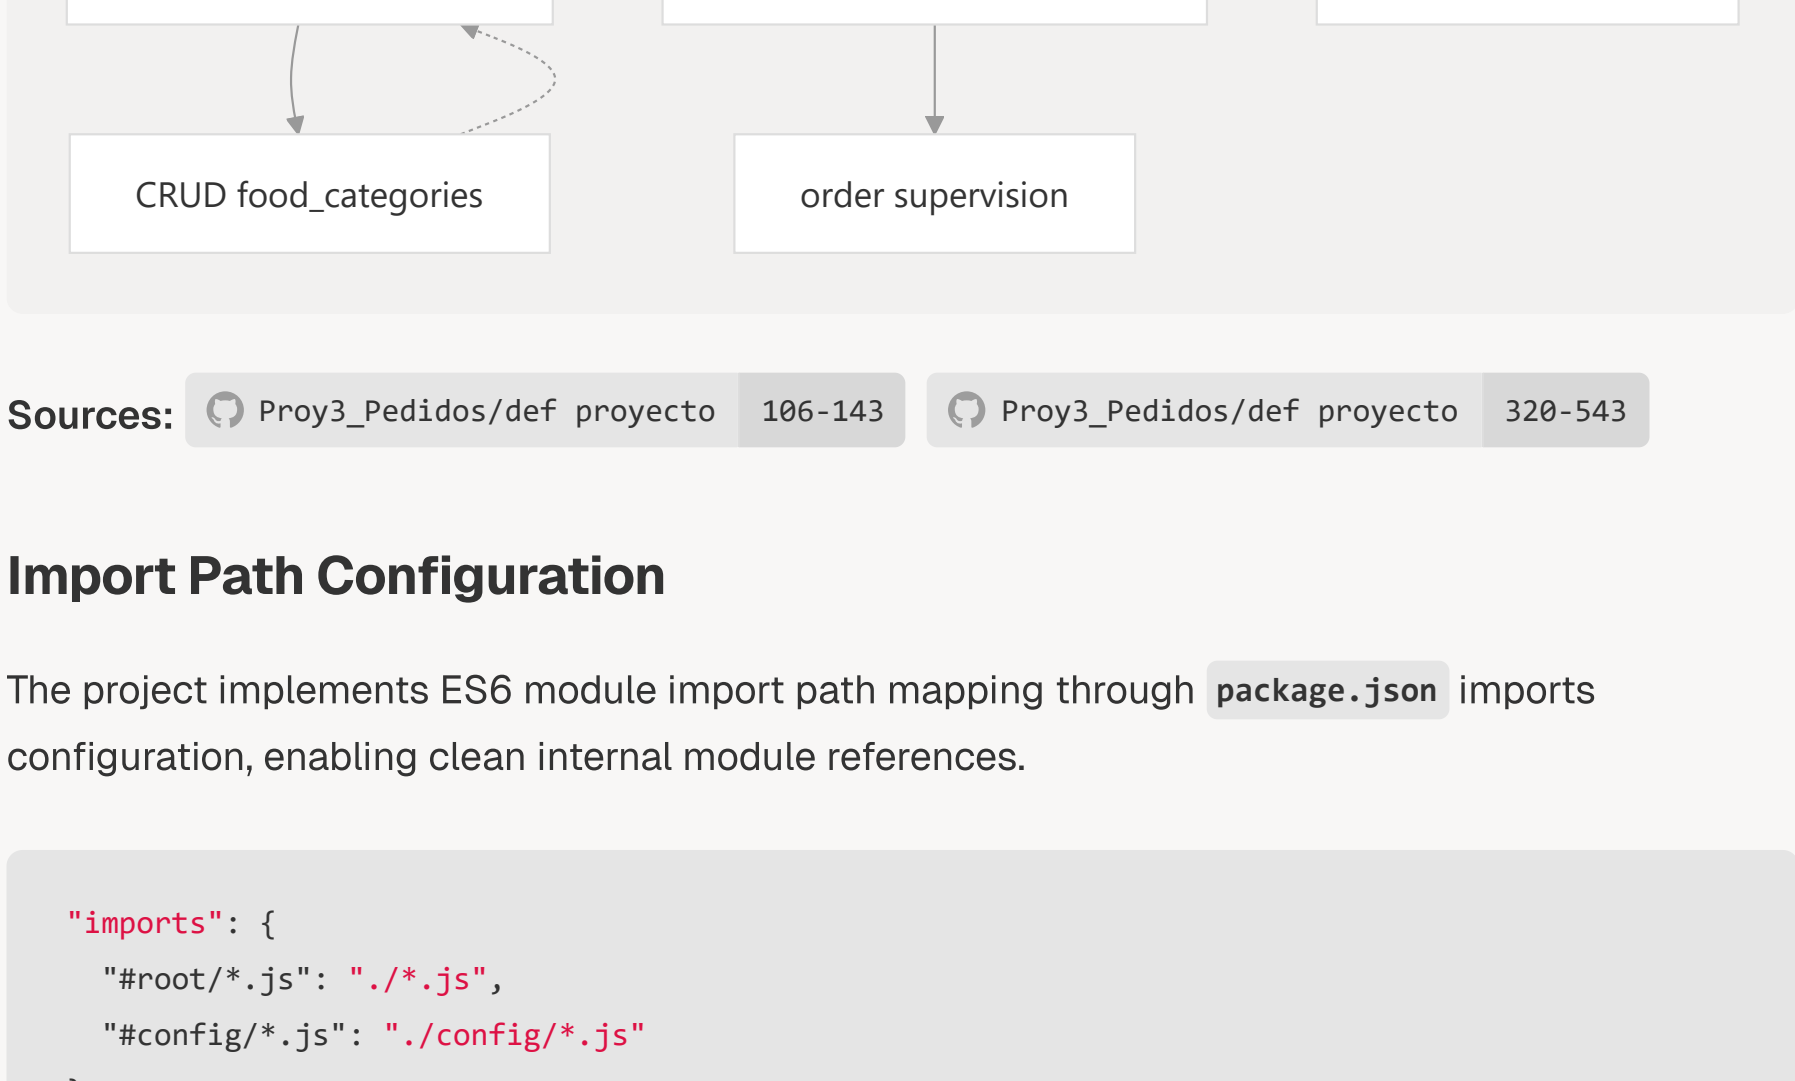 CRUD food_categories
order supervision
Sources: Proy3_Pedidos/def proyecto 106-143 Proy3_Pedidos/def proyecto 320-543
Import Path Configuration
The project implements ES6 module import path mapping through package.json imports
configuration, enabling clean internal module references.
"imports": {
"#root/*.js": "./*.js",
"#config/*.js": "./config/*.js"